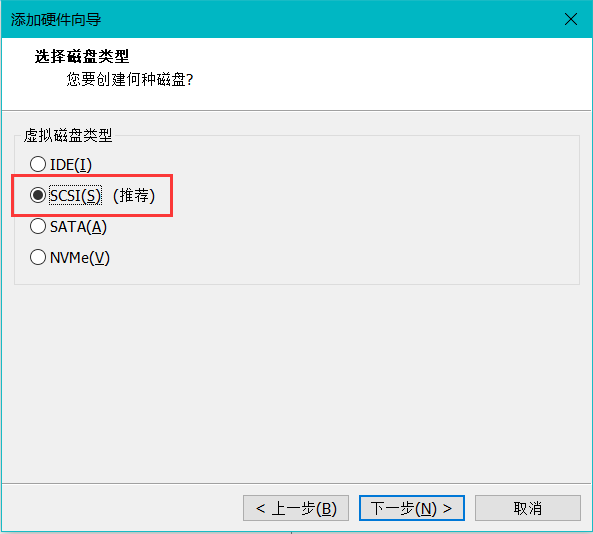 添加硬件向导
选择磁盘类型
您要创建何种磁盘?
虚拟磁盘类型
IDE(I)
SCSI(S) (推荐)
SATA(A)
NVMe(V)
< 上一步(B) 下一步(N) > 取消